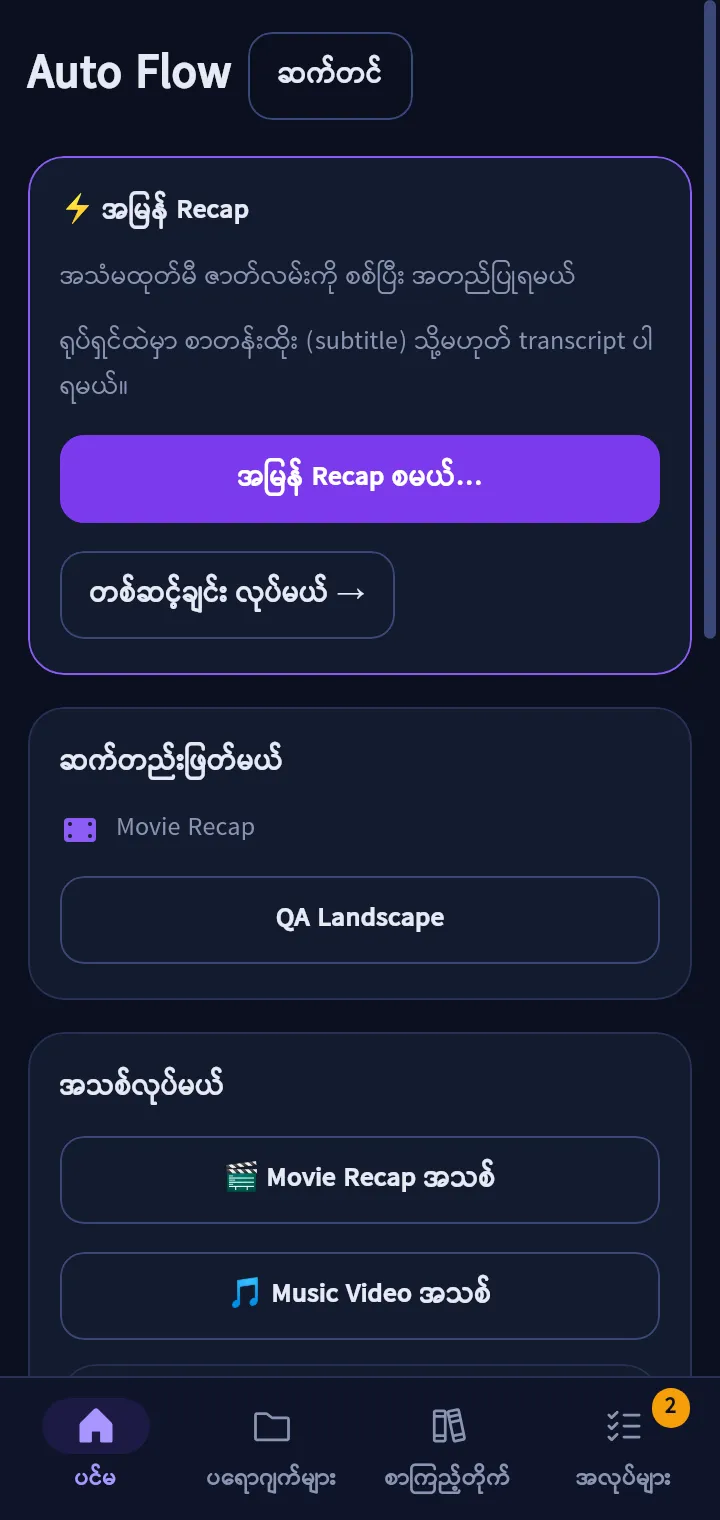 Auto Flow
ဆက်တင်
⚡ အမြန် Recap
အသံမထုတ်မီ ဇာတ်လမ်းကို စစ်ပြီး အတည်ပြုရမယ်
ရုပ်ရှင်ထဲမှာ စာတန်းထိုး (subtitle) သို့မဟုတ် transcript ပါ
ရမယ်။
အမြန် Recap စမယ်…
တစ်ဆင့်ချင်း လုပ်မယ် →
ဆက်တည်းဖြတ်မယ်
Movie Recap
QA Landscape
အသစ်လုပ်မယ်
🎬 Movie Recap အသစ်
🎵 Music Video အသစ်
2
ပင်မ
ပရောဂျက်များ
စာကြည့်တိုက်
အလုပ်များ